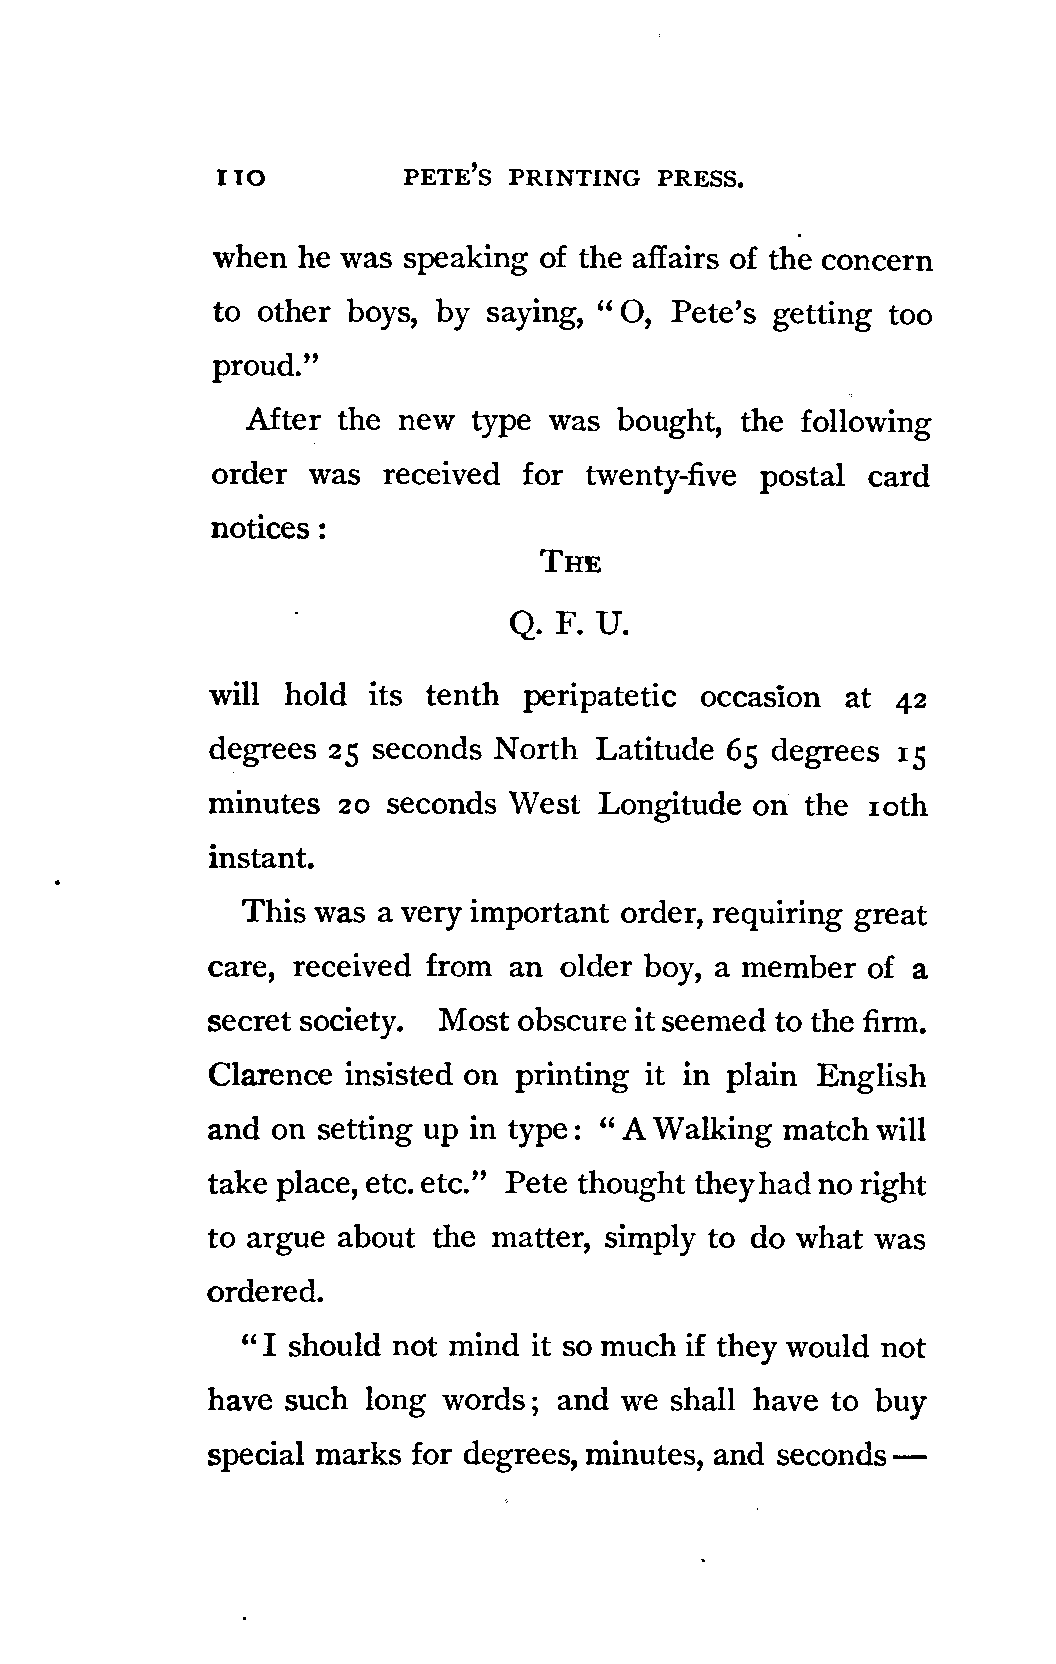 110 PETE'S PRINTING PRESS.
when he was speaking of the affairs of the concern
to other boys, by saying, "O, Pete's getting too
proud."
After the new type was bought, the following
order was received for twenty-five postal card
notices:
THE
Q. F. U.
will hold its tenth peripatetic occasion at 42
degrees 25 seconds North Latitude 65 degrees 15
minutes 20 seconds West Longitude on the 10th
instant.
This was a very important order, requiring great
care, received from an older boy, a member of a
secret society. Most obscure it seemed to the firm.
Clarence insisted on printing it in plain English
and on setting up in type: "A Walking match will
take place, etc. etc." Pete thought they had no right
to argue about the matter, simply to do what was
ordered.
"I should not mind it so much if they would not
have such long words; and we shall have to buy
special marks for degrees, minutes, and seconds—